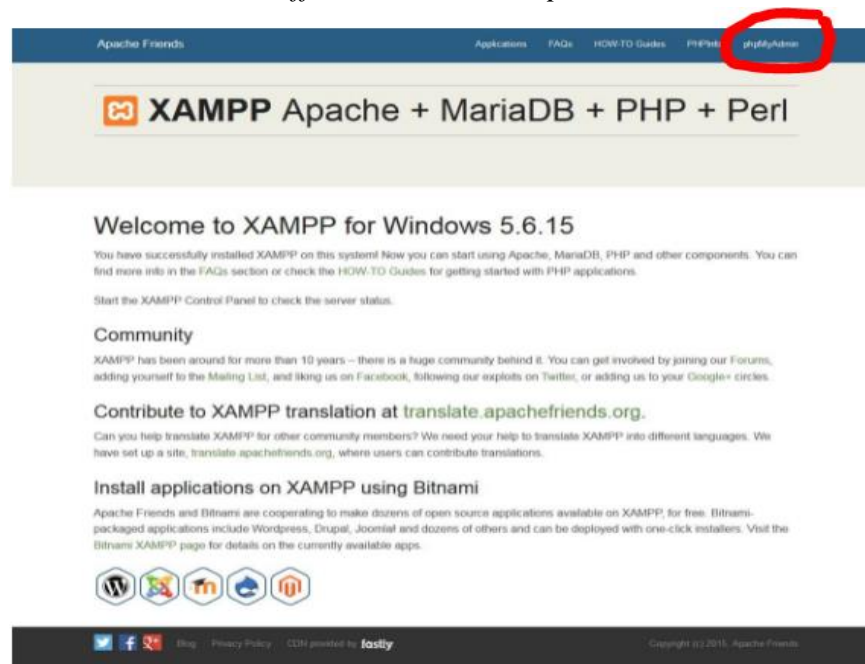 Apache Friends
Applications FAQs HOW-TO Guides phpMyAdmin
XAMPP Apache + MariaDB + PHP + Perl
Welcome to XAMPP for Windows 5.6.15
You have successfully installed XAMPP on this system! Now you can start using Apache, MariaDB, PHP and other components. You can
find more info in the FAQs section or check the HOW-TO Guides for getting started with PHP applications.
Start the XAMPP Control Panel to check the server status.
Community
XAMPP has been around for more than 10 years – there is a huge community behind it. You can get involved by joining our Forums,
adding yourself to the Mailing List, and liking us on Facebook, following our exploits on Twitter, or adding us to your Google+ circles.
Contribute to XAMPP translation at translate.apachefriends.org.
Can you help translate XAMPP for other community members? We need your help to translate XAMPP into different languages. We
have set up a site, translate.apachefriends.org, where users can contribute translations.
Install applications on XAMPP using Bitnami
Apache Friends and Bitnami are cooperating to make dozens of open source applications available on XAMPP, for free. Bitnami-
packaged applications include Wordpress, Drupal, Joomla! and dozens of others and can be deployed with one-click installers. Visit the
Bitnami XAMPP page for details on the currently available apps.
Blog Privacy Policy CDN provided by fastly
Copyright (c) 2015, Apache Friends